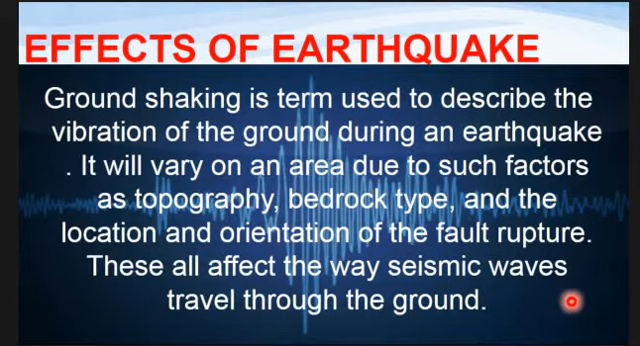 EFFECTS OF EARTHQUAKE
Ground shaking is term used to describe the
vibration of the ground during an earthquake
. It will vary on an area due to such factors
as topography, bedrock type, and the
location and orientation of the fault rupture.
These all affect the way seismic waves
travel through the ground.